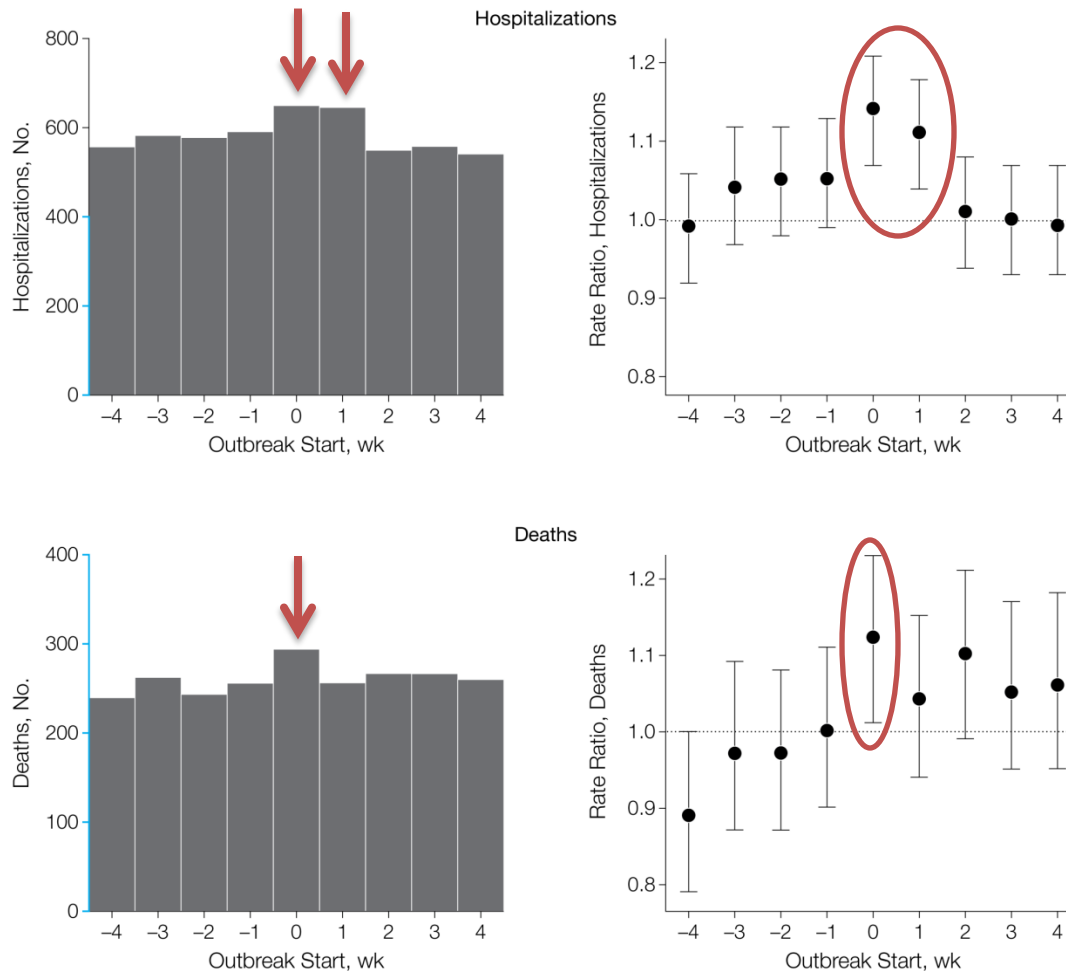 Hospitalizations
Hospitalizations, No.
800
600
400
200
0
–4 –3 –2 –1 0 1 2 3 4
Outbreak Start, wk
Rate Ratio, Hospitalizations
1.2
1.1
1.0
0.9
0.8
–4 –3 –2 –1 0 1 2 3 4
Outbreak Start, wk
Deaths
Deaths, No.
400
300
200
100
0
–4 –3 –2 –1 0 1 2 3 4
Outbreak Start, wk
Rate Ratio, Deaths
1.2
1.1
1.0
0.9
0.8
–4 –3 –2 –1 0 1 2 3 4
Outbreak Start, wk